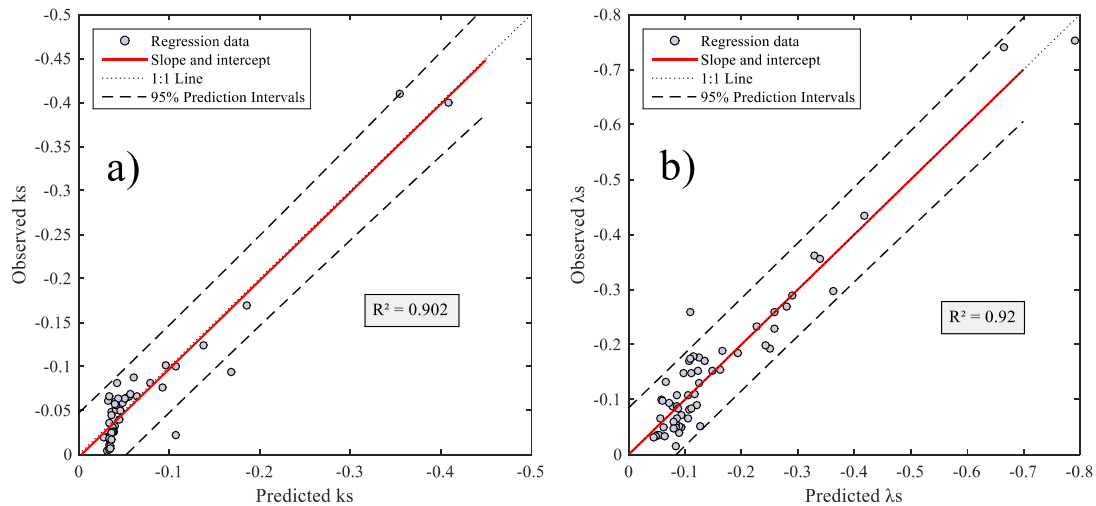 -0.5
-0.45
-0.4
-0.35
-0.3
-0.25
-0.2
-0.15
-0.1
-0.05
0
Observed ks
Regression data
Slope and intercept
1:1 Line
95% Prediction Intervals
a)
R² = 0.902
0
-0.1
-0.2
-0.3
-0.4
-0.5
Predicted ks
-0.8
-0.7
-0.6
-0.5
-0.4
-0.3
-0.2
-0.1
0
Observed λs
Regression data
Slope and intercept
1:1 Line
95% Prediction Intervals
b)
R² = 0.92
0
-0.1
-0.2
-0.3
-0.4
-0.5
-0.6
-0.7
-0.8
Predicted λs